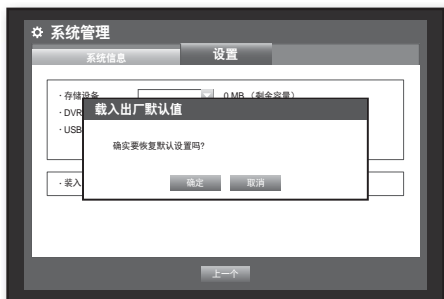 系统管理
系统信息 设置
· 存储设备 0 MB （剩余容量）
· DVR
· USB
载入出厂默认值
确实要恢复默认设置吗?
· 装入
确定 取消
上一个